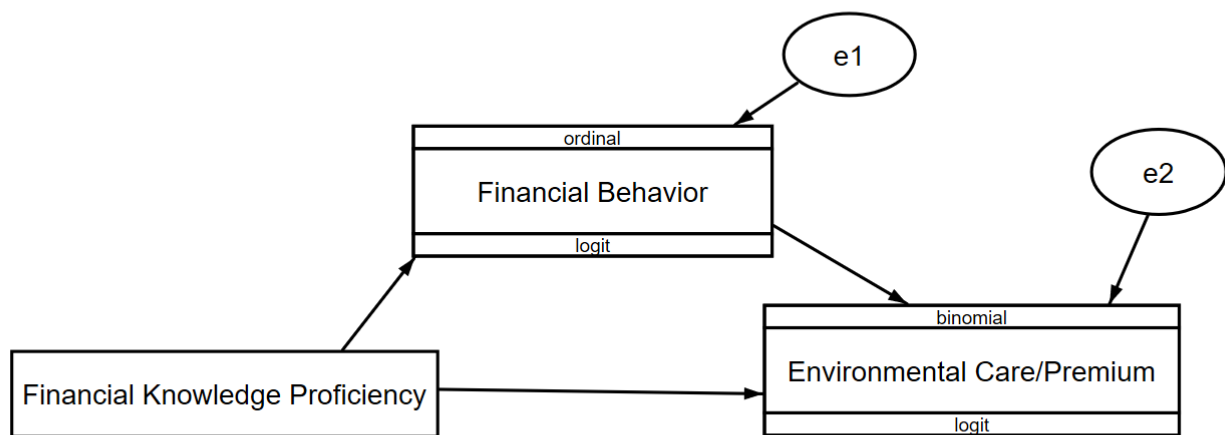 e1
ordinal
Financial Behavior
logit
e2
binomial
Environmental Care/Premium
logit
Financial Knowledge Proficiency